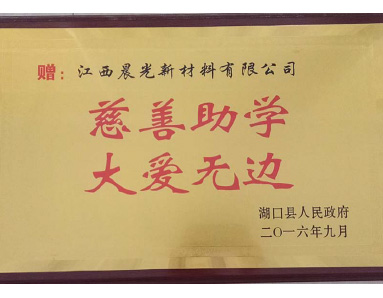 赠：江西晨光新材料有限公司
慈善助学
大爱无边
湖口县人民政府
二〇一六年九月